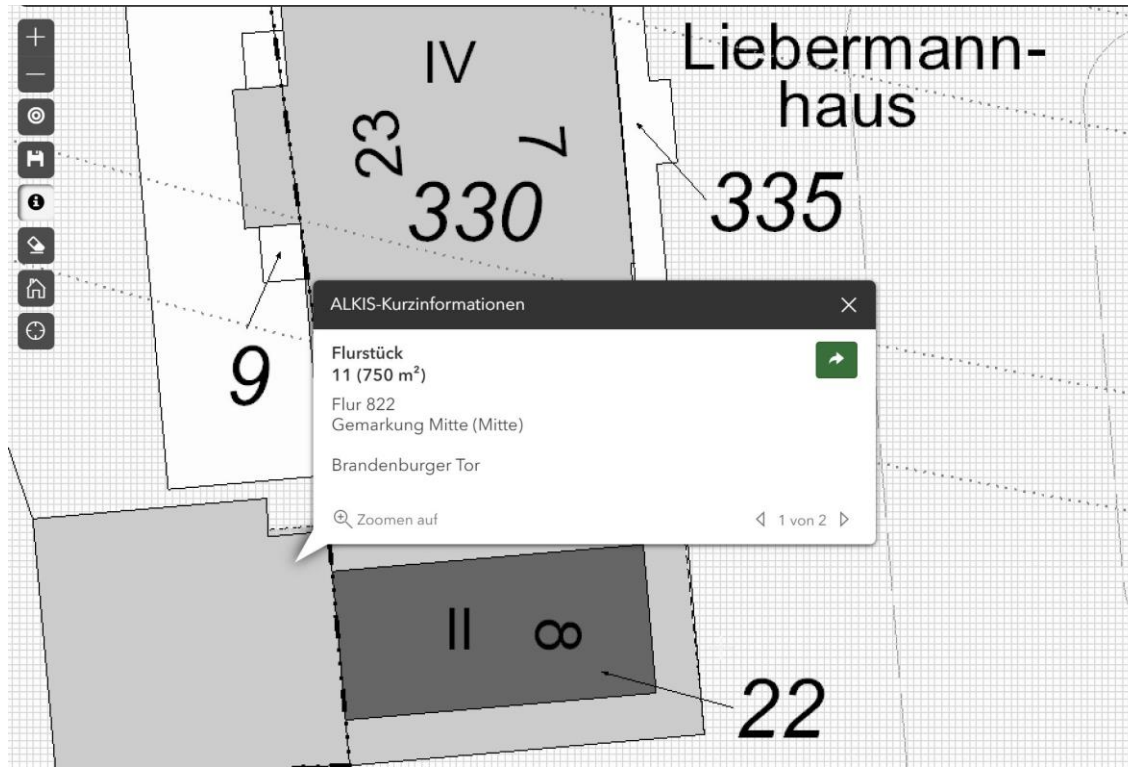 Liebermann-
haus
IV
23
7
330
335
9
ALKIS-Kurzinformationen
Flurstück
11 (750 m²)
Flur 822
Gemarkung Mitte (Mitte)
Brandenburger Tor
Zoomen auf
1 von 2
II
8
22